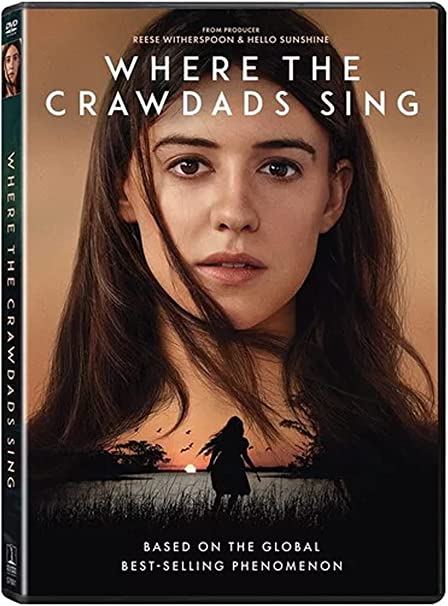 FROM PRODUCER
REESE WITHERSPOON & HELLO SUNSHINE
WHERE THE
CRAWDADS SING
BASED ON THE GLOBAL
BEST-SELLING PHENOMENON
DVD
WHERE THE CRAWDADS SING